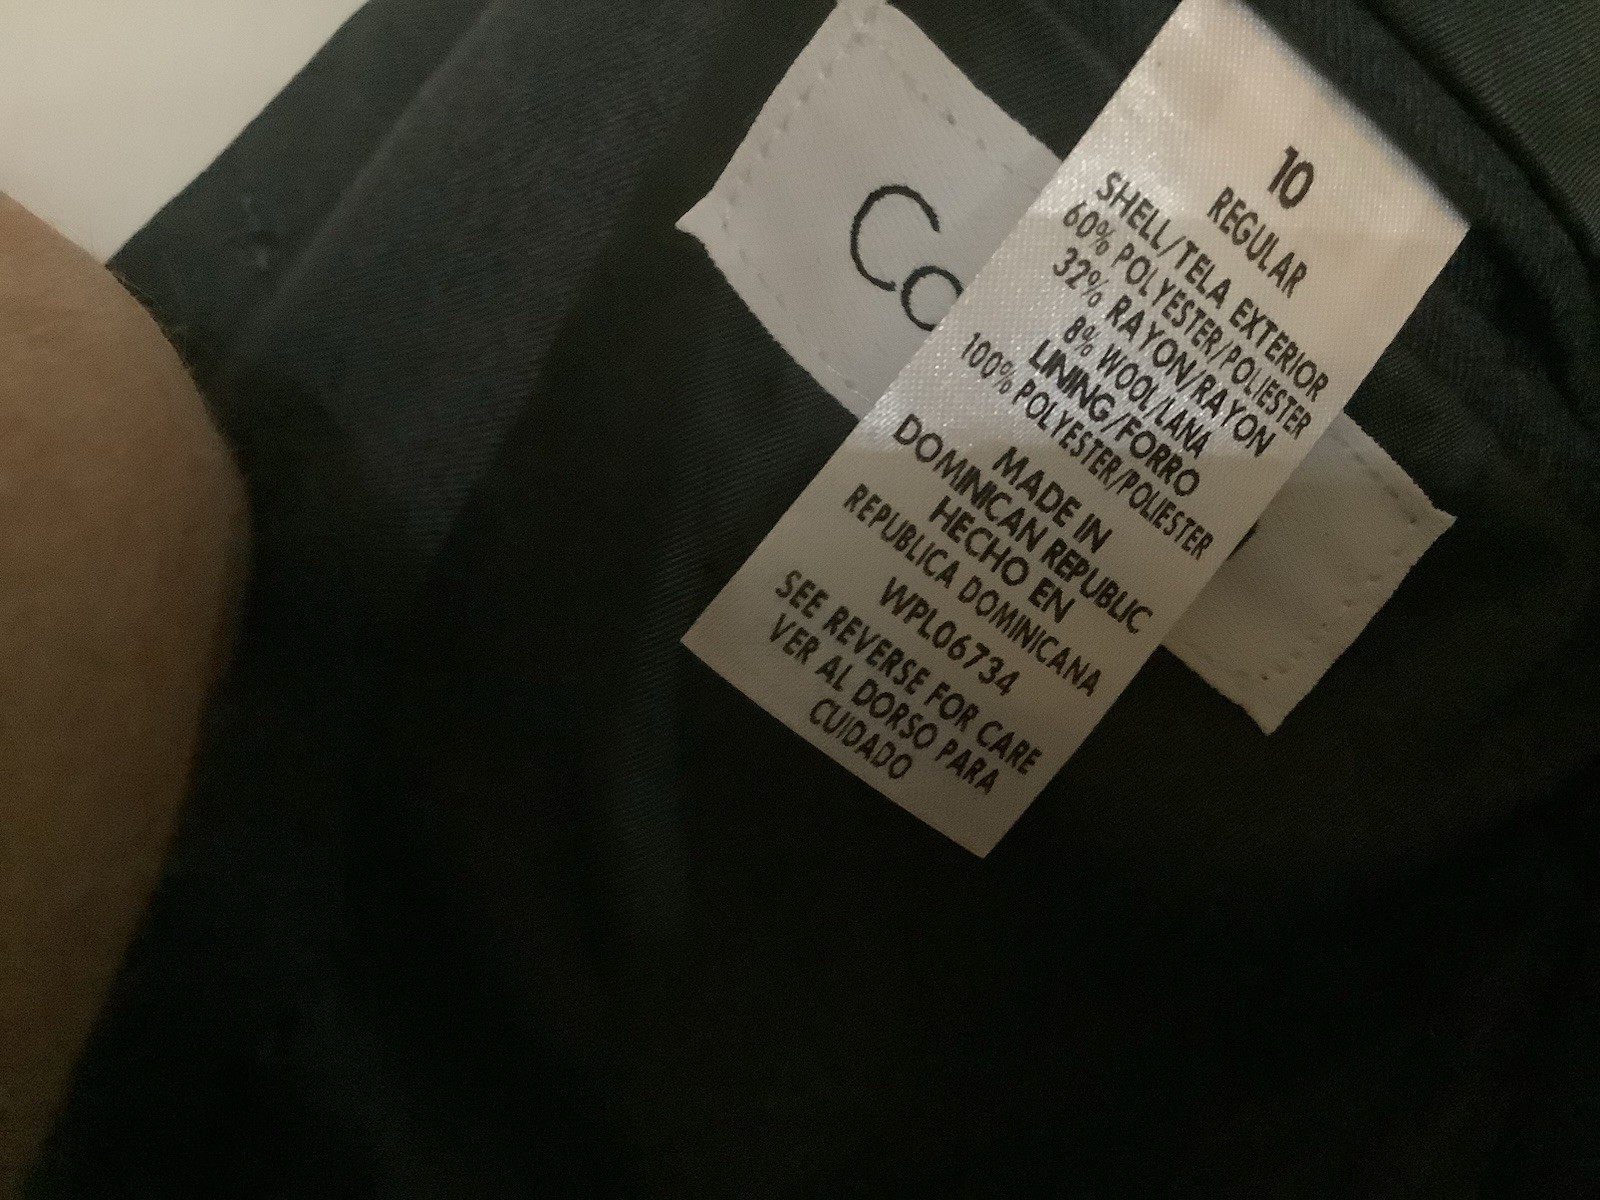 Co
10
REGULAR
SHELL/TELA EXTERIOR
60% POLYESTER/POLIESTER
32% RAYON/RAYON
8% WOOL/LANA
LINING/FORRO
100% POLYESTER/POLIESTER
MADE IN
DOMINICAN REPUBLIC
HECHO EN
REPUBLICA DOMINICANA
WPL06734
SEE REVERSE FOR CARE
VER AL DORSO PARA
CUIDADO